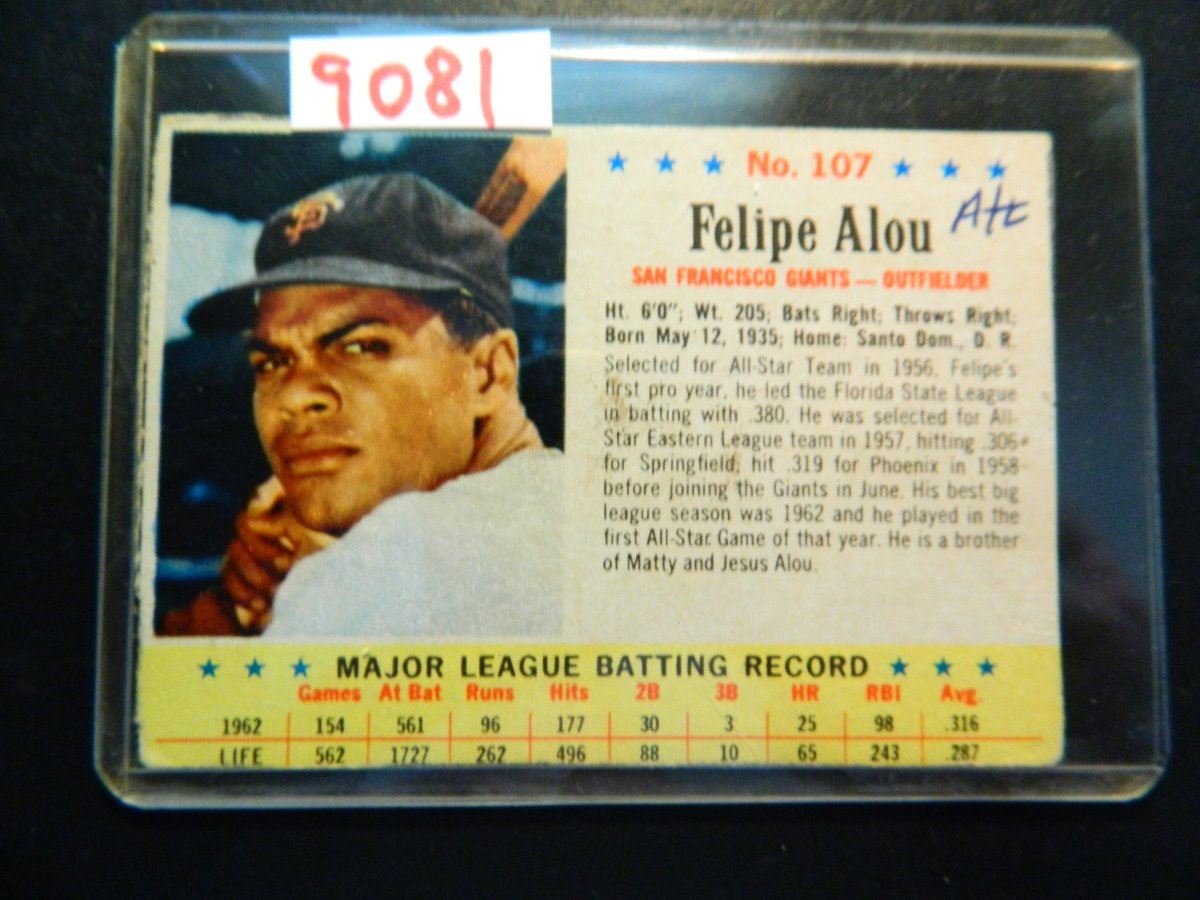 9081
SF
No. 107
Felipe Alou
SAN FRANCISCO GIANTS — OUTFIELDER
Ht. 6'0"; Wt. 205; Bats Right; Throws Right;
Born May 12, 1935; Home: Santo Dom., D. R.
Selected for All-Star Team in 1956, Felipe's
first pro year, he led the Florida State League
in batting with .380. He was selected for All-
Star Eastern League team in 1957, hitting .306
for Springfield; hit .319 for Phoenix in 1958
before joining the Giants in June. His best big
league season was 1962 and he played in the
first All-Star Game of that year. He is a brother
of Matty and Jesus Alou.
MAJOR LEAGUE BATTING RECORD
Games At Bat Runs Hits 2B 3B HR RBI Avg.
1962 154 561 96 177 30 3 25 98 .316
LIFE 562 1727 262 496 88 10 65 243 .287